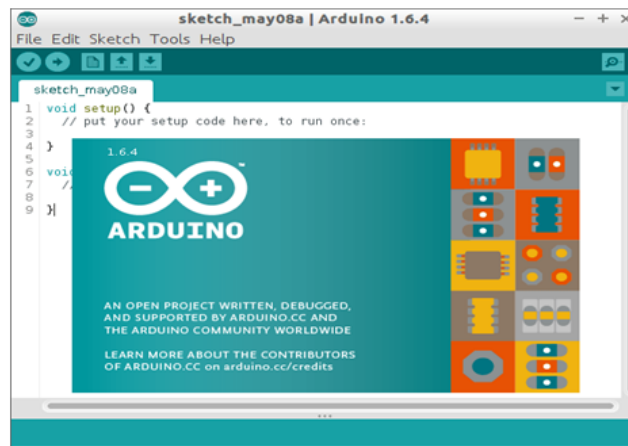 sketch_may08a | Arduino 1.6.4
File Edit Sketch Tools Help
sketch_may08a
1 void setup() {
2 // put your setup code here, to run once:
3
4 }
5
6 voi
7 //
8
9 }
1.6.4
ARDUINO
AN OPEN PROJECT WRITTEN, DEBUGGED,
AND SUPPORTED BY ARDUINO.CC AND
THE ARDUINO COMMUNITY WORLDWIDE
LEARN MORE ABOUT THE CONTRIBUTORS
OF ARDUINO.CC on arduino.cc/credits